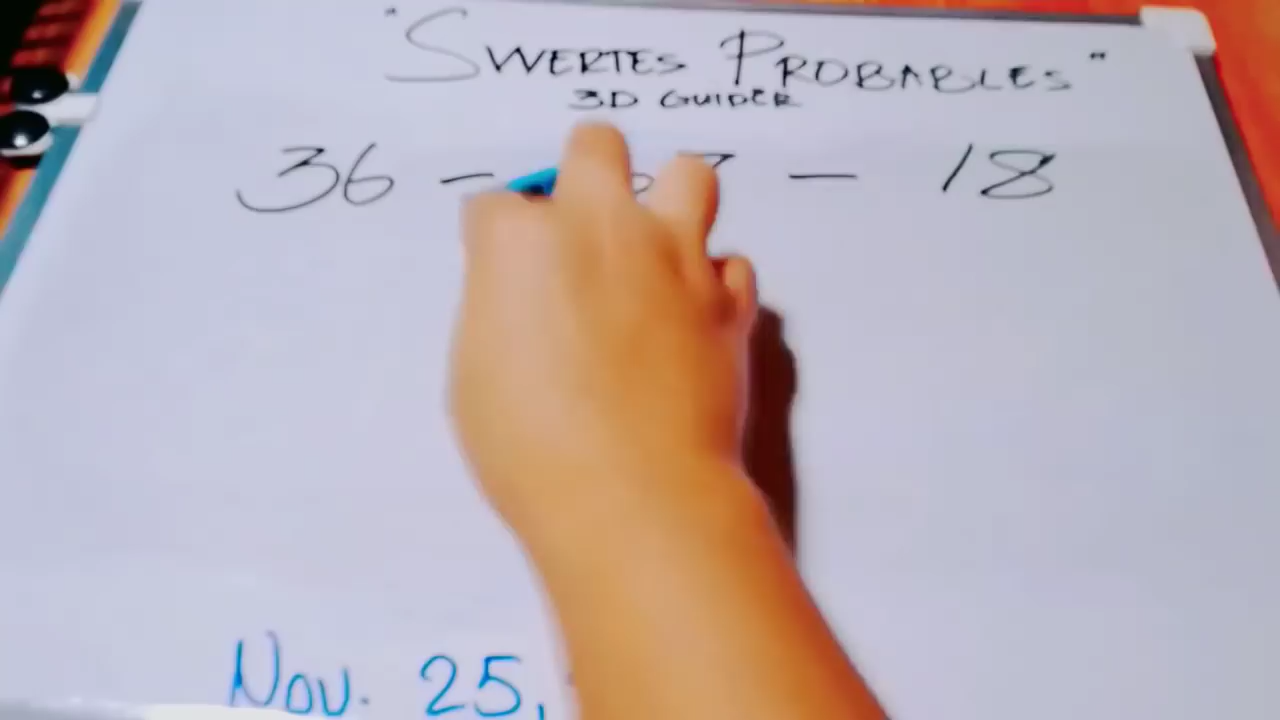 "SWERTES PROBABLES"
3D GUIDER
36 - - 18
Nov. 25,